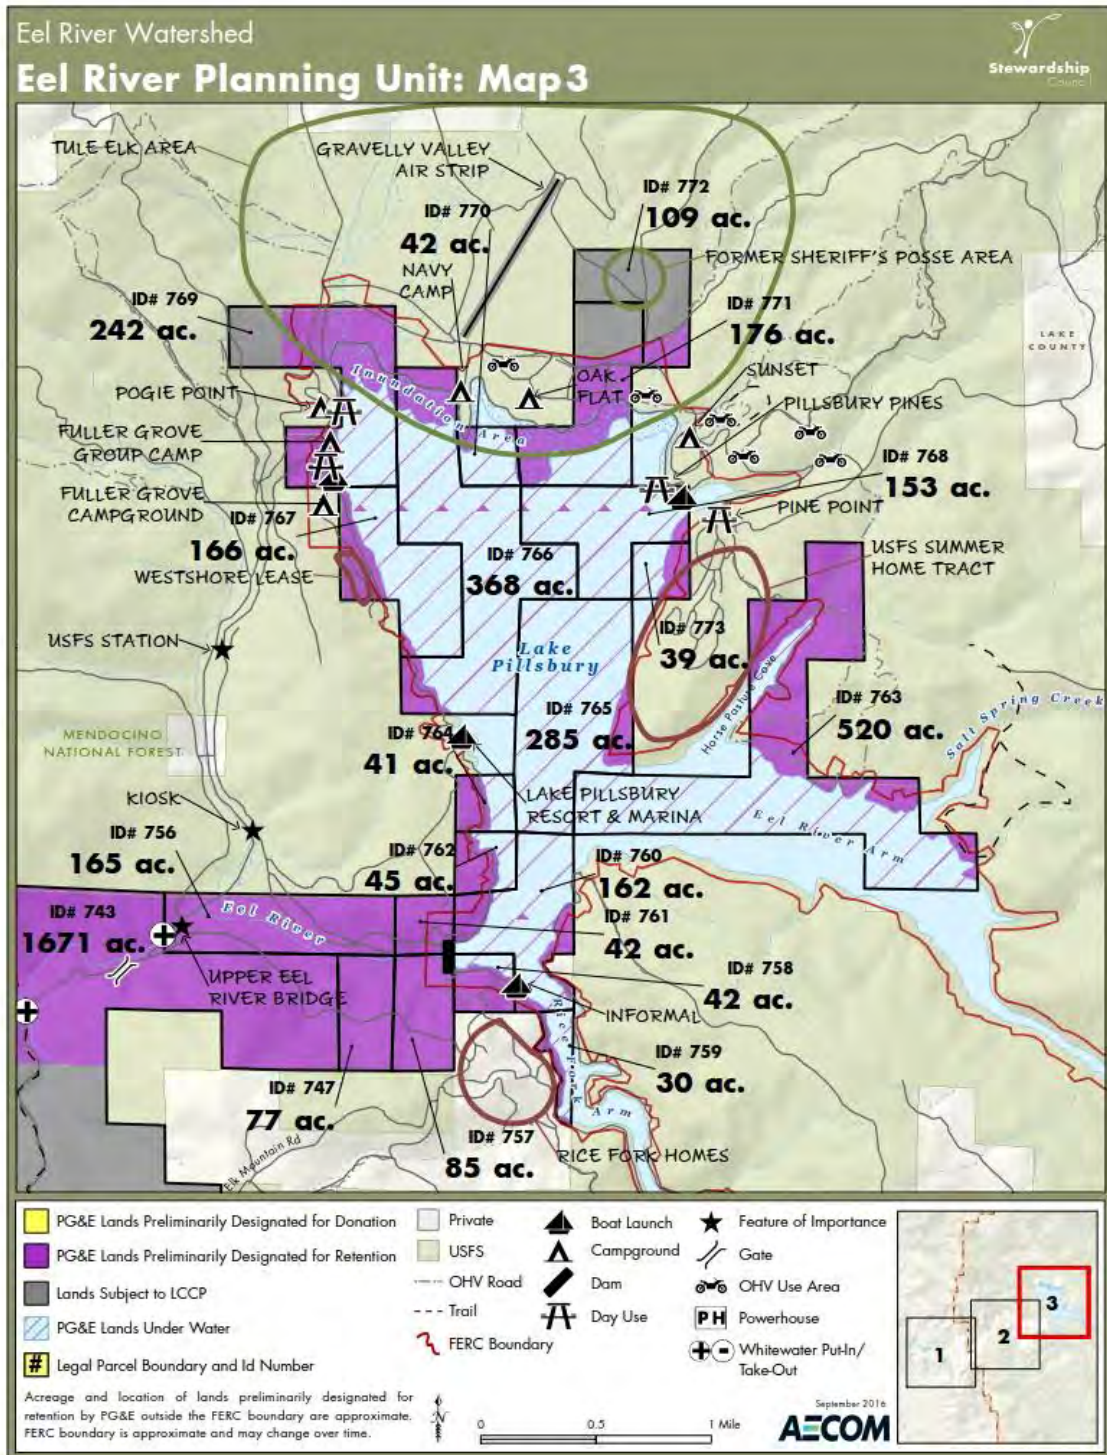 Eel River Watershed
Eel River Planning Unit: Map 3
Stewardship
Council
TULE ELK AREA
GRAVELLY VALLEY
AIR STRIP
ID# 772
109 ac.
ID# 770
42 ac.
NAVY
CAMP
FORMER SHERIFF'S POSSE AREA
ID# 769
242 ac.
ID# 771
176 ac.
LAKE
COUNTY
SUNSET
OAK
FLAT
POGIE POINT
Inundation Area
PILLSBURY PINES
FULLER GROVE
GROUP CAMP
ID# 768
153 ac.
FULLER GROVE
CAMPGROUND
PINE POINT
ID# 767
166 ac.
WESTSHORE LEASE
ID# 766
368 ac.
USFS SUMMER
HOME TRACT
USFS STATION
Lake
Pillsbury
ID# 773
39 ac.
Horse Pasture Cove
ID# 763
520 ac.
Salt Spring Creek
MENDOCINO
NATIONAL FOREST
ID# 764
41 ac.
ID# 765
285 ac.
KIOSK
LAKE PILLSBURY
RESORT & MARINA
Eel River Arm
ID# 756
165 ac.
ID# 762
45 ac.
ID# 760
162 ac.
ID# 743
1671 ac.
Eel River
ID# 761
42 ac.
UPPER EEL
RIVER BRIDGE
ID# 758
42 ac.
INFORMAL
Rice Fork Arm
ID# 759
30 ac.
ID# 747
77 ac.
Elk Mountain Rd
ID# 757
85 ac.
RICE FORK HOMES
PG&E Lands Preliminarily Designated for Donation
PG&E Lands Preliminarily Designated for Retention
Lands Subject to LCCP
PG&E Lands Under Water
# Legal Parcel Boundary and Id Number
Private
USFS
OHV Road
Trail
FERC Boundary
Boat Launch
Campground
Dam
Day Use
Feature of Importance
Gate
OHV Use Area
PH Powerhouse
Whitewater Put-In/
Take-Out
Acreage and location of lands preliminarily designated for
retention by PG&E outside the FERC boundary are approximate.
FERC boundary is approximate and may change over time.
N
0 0.5 1 Mile
September 2016
AECOM
1
2
3